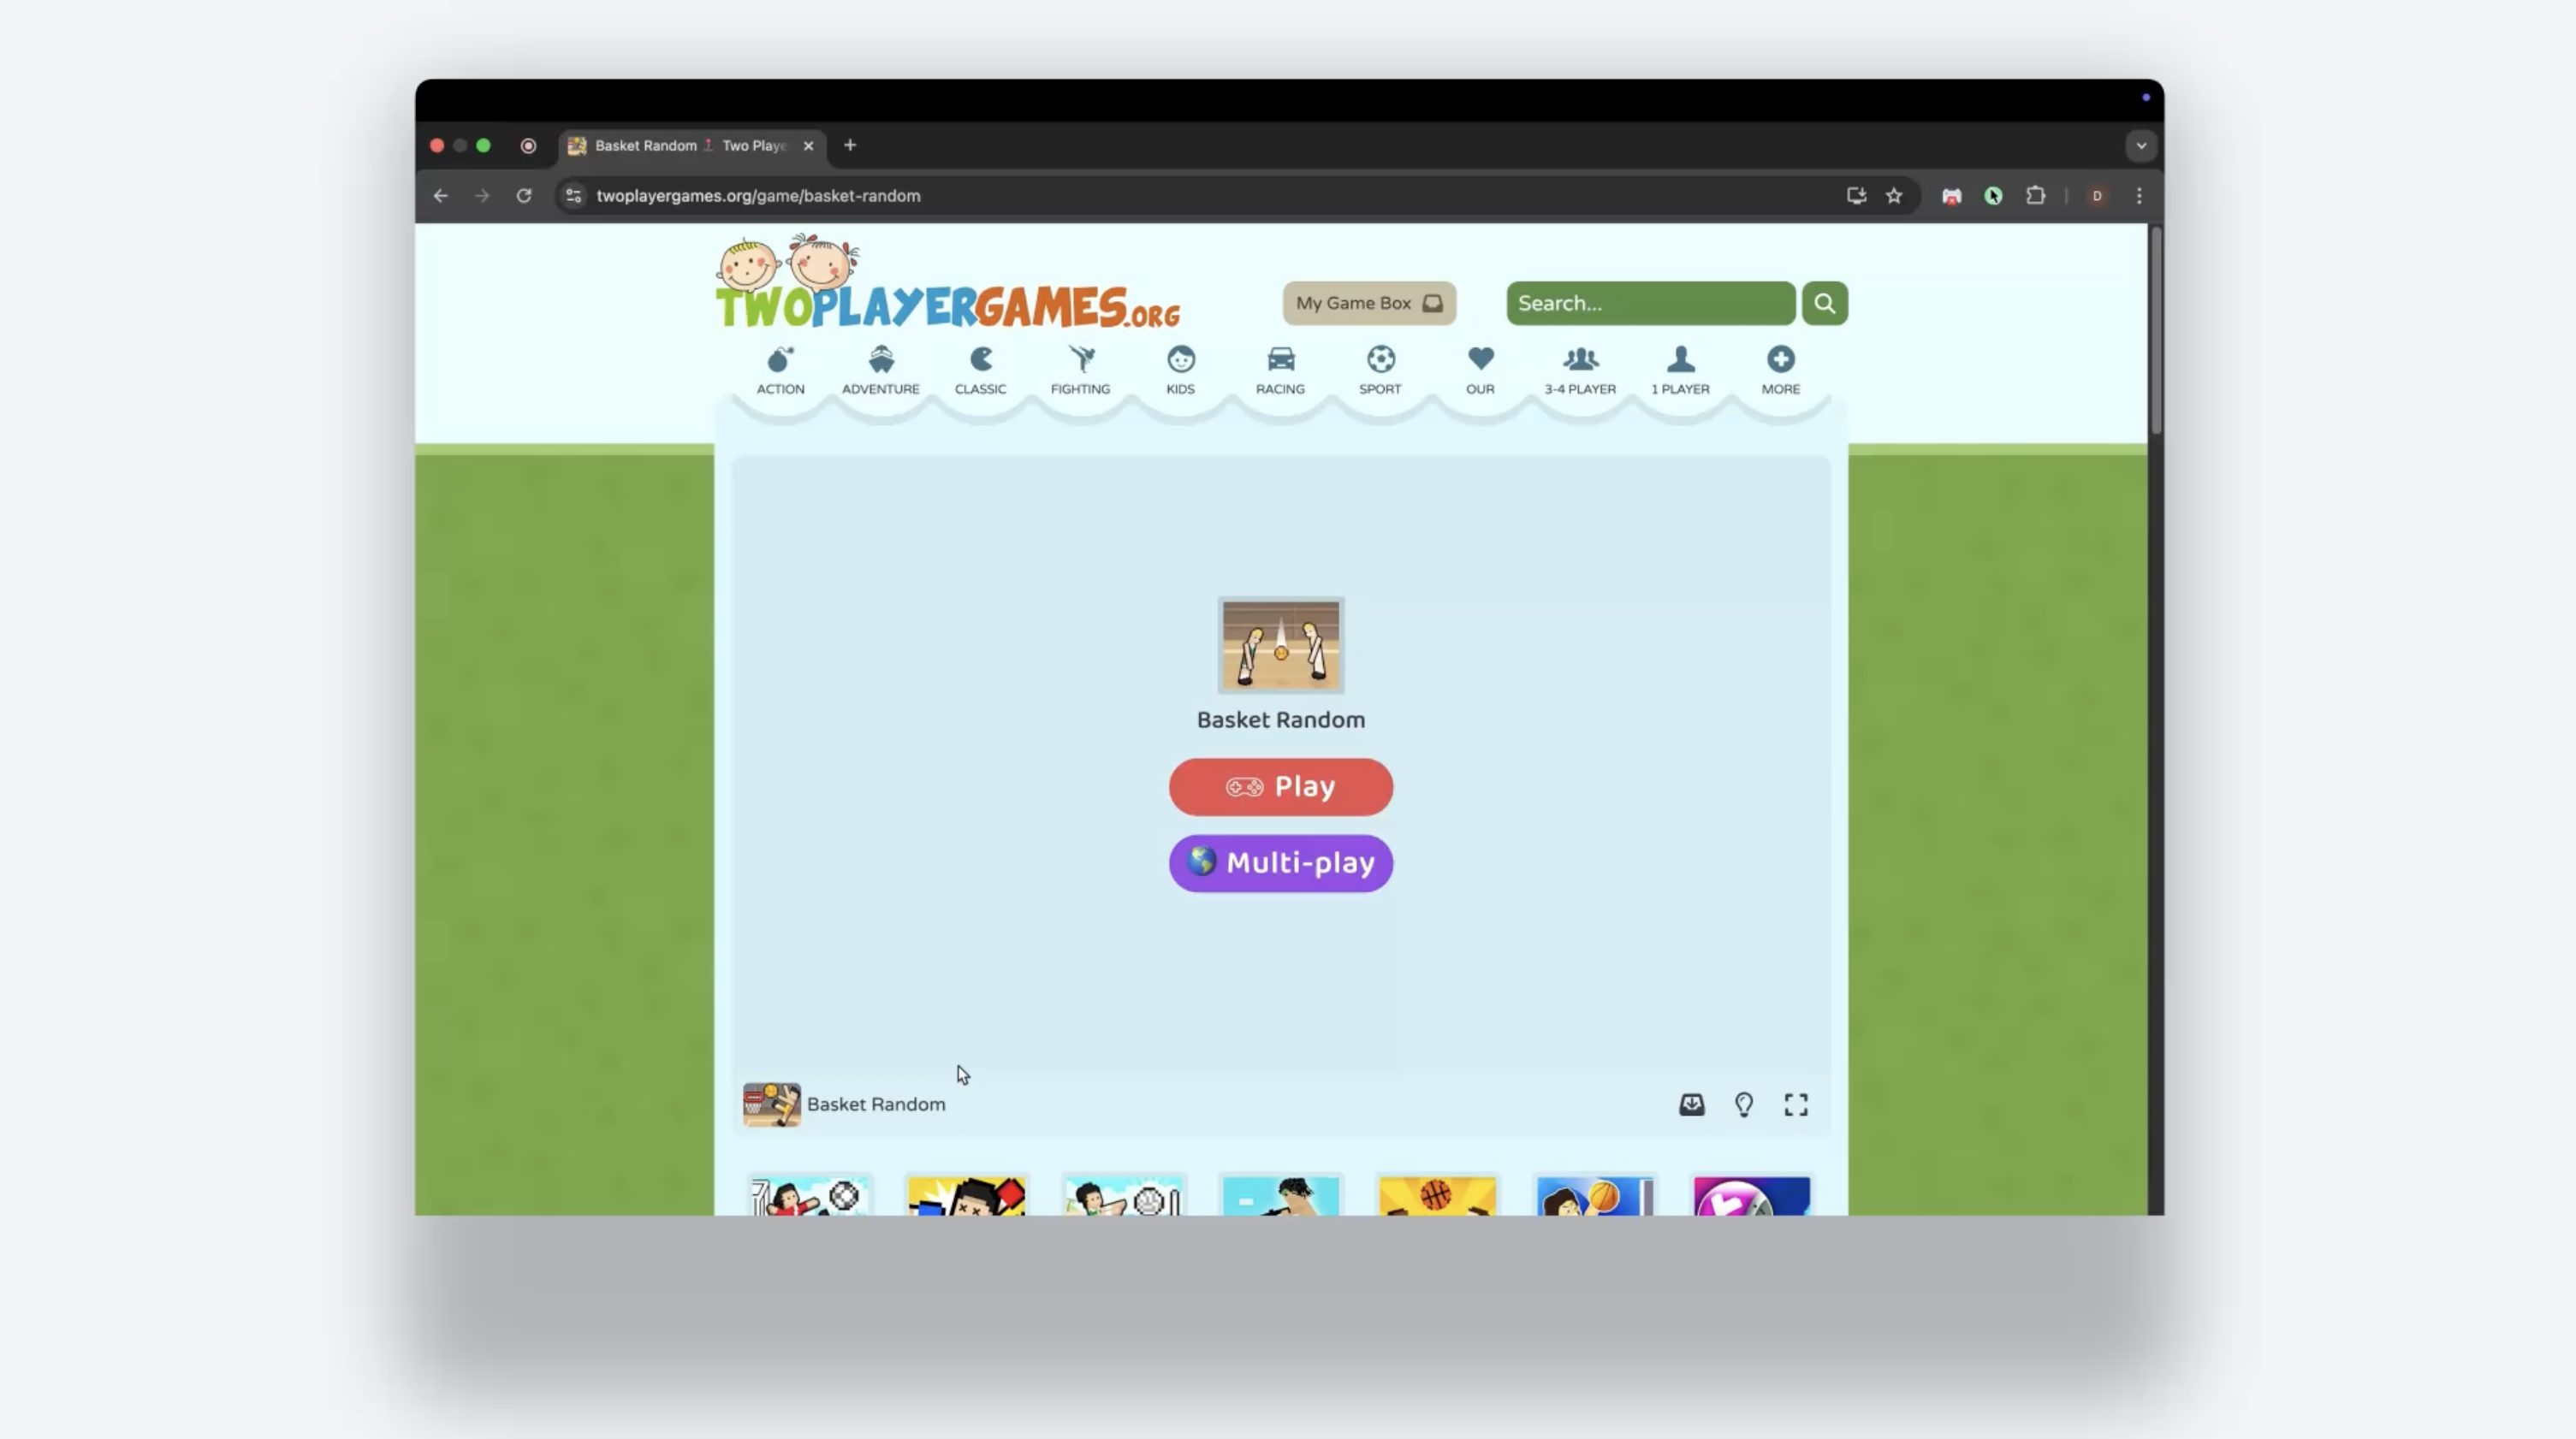 Basket Random Two Playe
twoplayergames.org/game/basket-random
D
TWOPLAYERGAMES.ORG
My Game Box
Search...
ACTION
ADVENTURE
CLASSIC
FIGHTING
KIDS
RACING
SPORT
OUR
3-4 PLAYER
1 PLAYER
MORE
Basket Random
Play
Multi-play
Basket Random